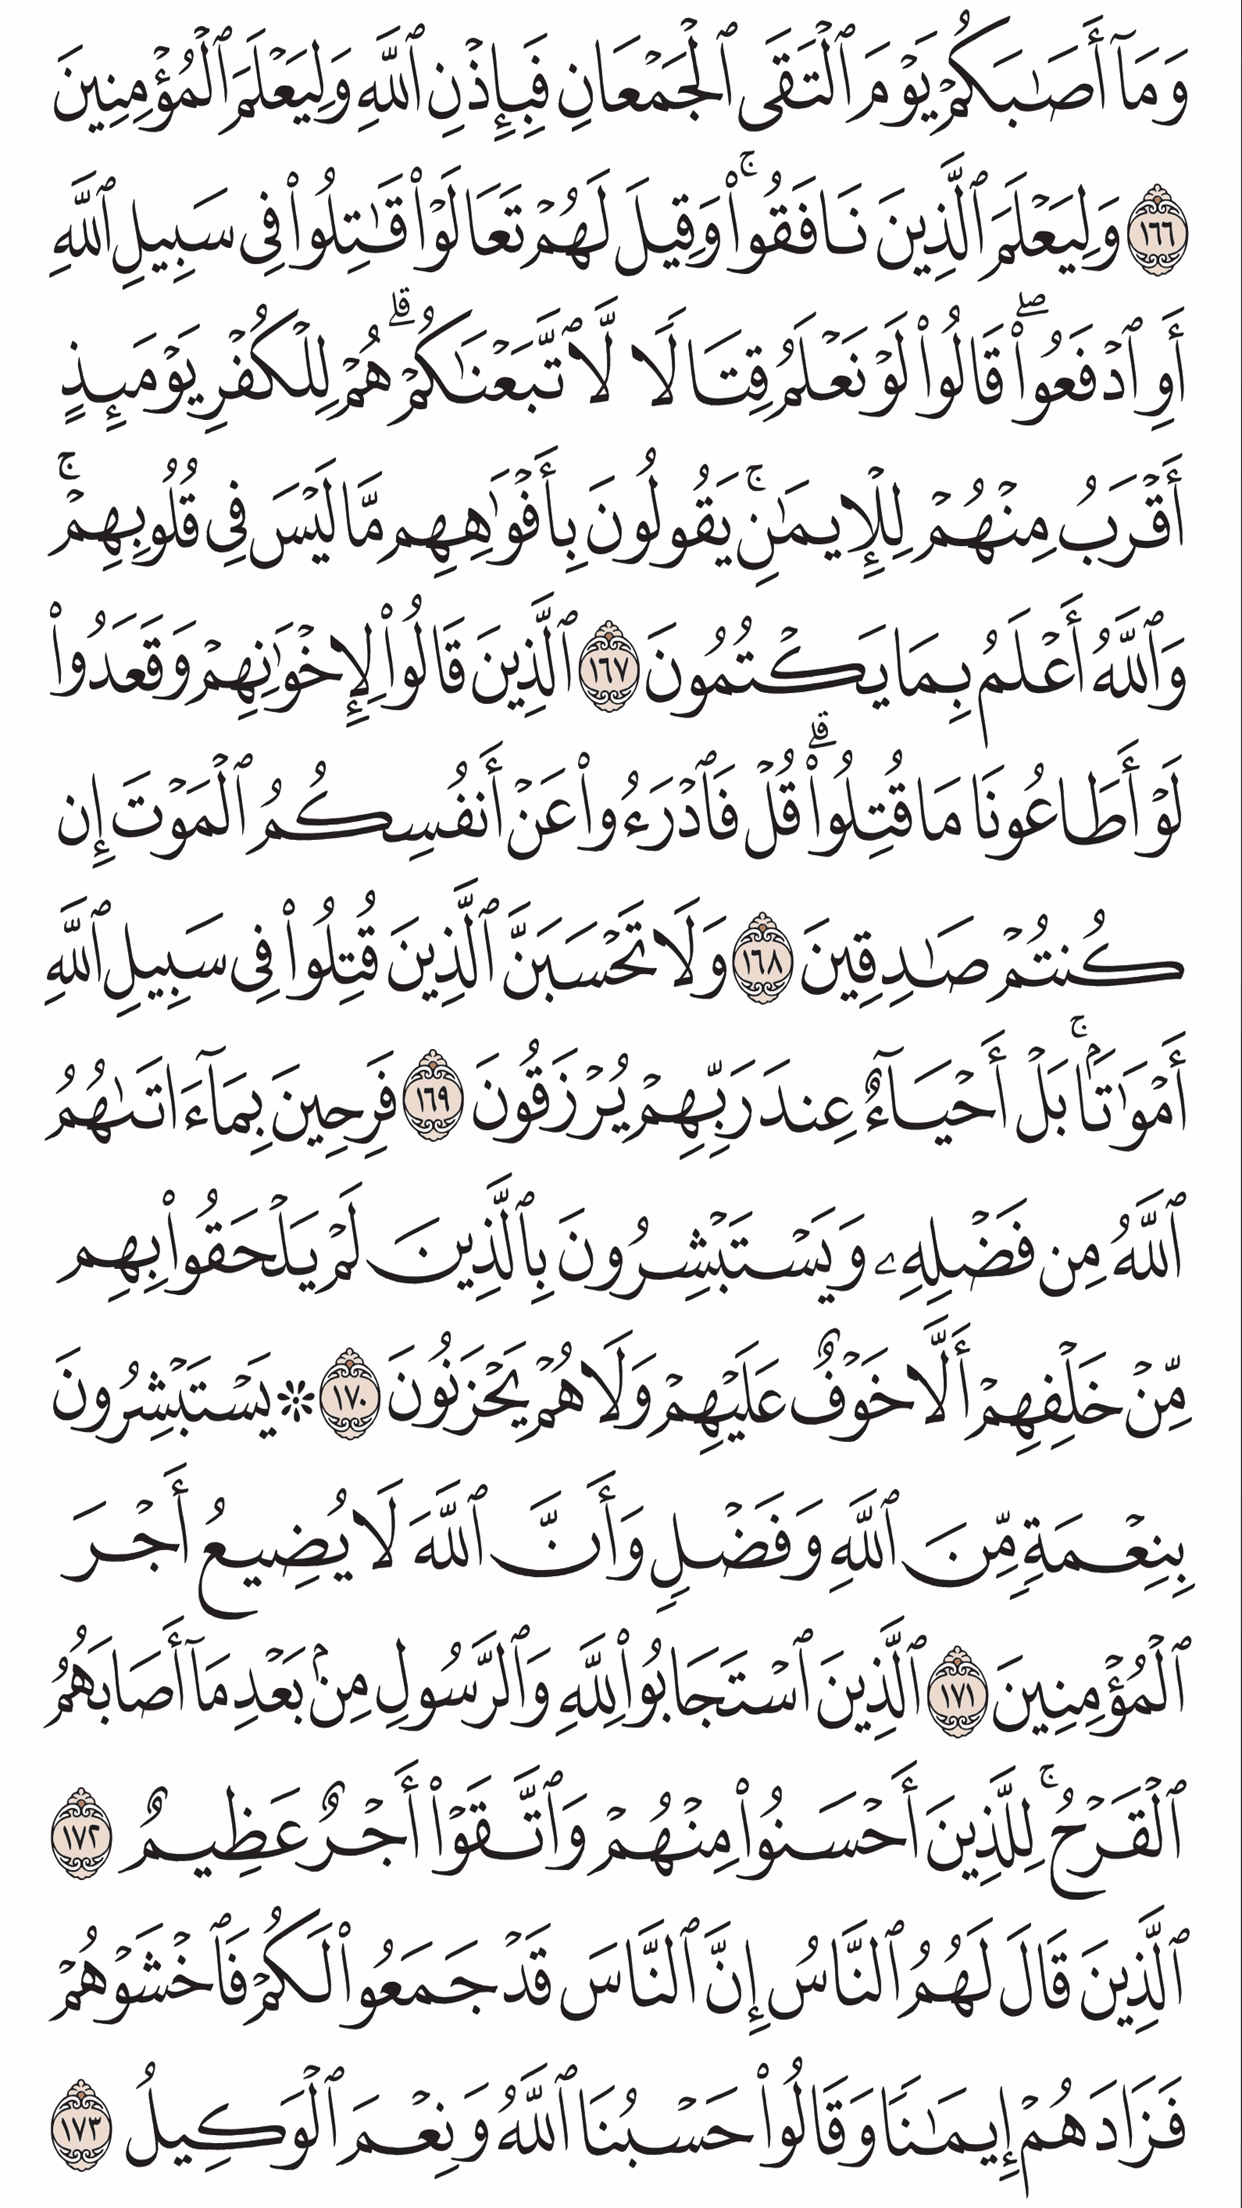 وَمَآ أَصَٰبَكُمۡ يَوۡمَ ٱلۡتَقَى ٱلۡجَمۡعَانِ فَبِإِذۡنِ ٱللَّهِ وَلِيَعۡلَمَ ٱلۡمُؤۡمِنِينَ
١٦٦ وَلِيَعۡلَمَ ٱلَّذِينَ نَافَقُواْۚ وَقِيلَ لَهُمۡ تَعَالَوۡاْ قَٰتِلُواْ فِي سَبِيلِ ٱللَّهِ
أَوِ ٱدۡفَعُواْۖ قَالُواْ لَوۡ نَعۡلَمُ قِتَالٗا لَّٱتَّبَعۡنَٰكُمۡۗ هُمۡ لِلۡكُفۡرِ يَوۡمَئِذٍ
أَقۡرَبُ مِنۡهُمۡ لِلۡإِيمَٰنِۚ يَقُولُونَ بِأَفۡوَٰهِهِم مَّا لَيۡسَ فِي قُلُوبِهِمۡۚ
وَٱللَّهُ أَعۡلَمُ بِمَا يَكۡتُمُونَ ١٦٧ ٱلَّذِينَ قَالُواْ لِإِخۡوَٰنِهِمۡ وَقَعَدُواْ
لَوۡ أَطَاعُونَا مَا قُتِلُواْۗ قُلۡ فَٱدۡرَءُواْ عَنۡ أَنفُسِكُمُ ٱلۡمَوۡتَ إِن
كُنتُمۡ صَٰدِقِينَ ١٦٨ وَلَا تَحۡسَبَنَّ ٱلَّذِينَ قُتِلُواْ فِي سَبِيلِ ٱللَّهِ
أَمۡوَٰتَۢاۚ بَلۡ أَحۡيَآءٌ عِندَ رَبِّهِمۡ يُرۡزَقُونَ ١٦٩ فَرِحِينَ بِمَآ ءَاتَىٰهُمُ
ٱللَّهُ مِن فَضۡلِهِۦ وَيَسۡتَبۡشِرُونَ بِٱلَّذِينَ لَمۡ يَلۡحَقُواْ بِهِم
مِّنۡ خَلۡفِهِمۡ أَلَّا خَوۡفٌ عَلَيۡهِمۡ وَلَا هُمۡ يَحۡزَنُونَ ١٧٠ ۞ يَسۡتَبۡشِرُونَ
بِنِعۡمَةٖ مِّنَ ٱللَّهِ وَفَضۡلٖ وَأَنَّ ٱللَّهَ لَا يُضِيعُ أَجۡرَ
ٱلۡمُؤۡمِنِينَ ١٧١ ٱلَّذِينَ ٱسۡتَجَابُواْ لِلَّهِ وَٱلرَّسُولِ مِنۢ بَعۡدِ مَآ أَصَابَهُمُ
ٱلۡقَرۡحُۚ لِلَّذِينَ أَحۡسَنُواْ مِنۡهُمۡ وَٱتَّقَوۡاْ أَجۡرٌ عَظِيمٌ ١٧٢
ٱلَّذِينَ قَالَ لَهُمُ ٱلنَّاسُ إِنَّ ٱلنَّاسَ قَدۡ جَمَعُواْ لَكُمۡ فَٱخۡشَوۡهُمۡ
فَزَادَهُمۡ إِيمَٰنٗا وَقَالُواْ حَسۡبُنَا ٱللَّهُ وَنِعۡمَ ٱلۡوَكِيلُ ١٧٣